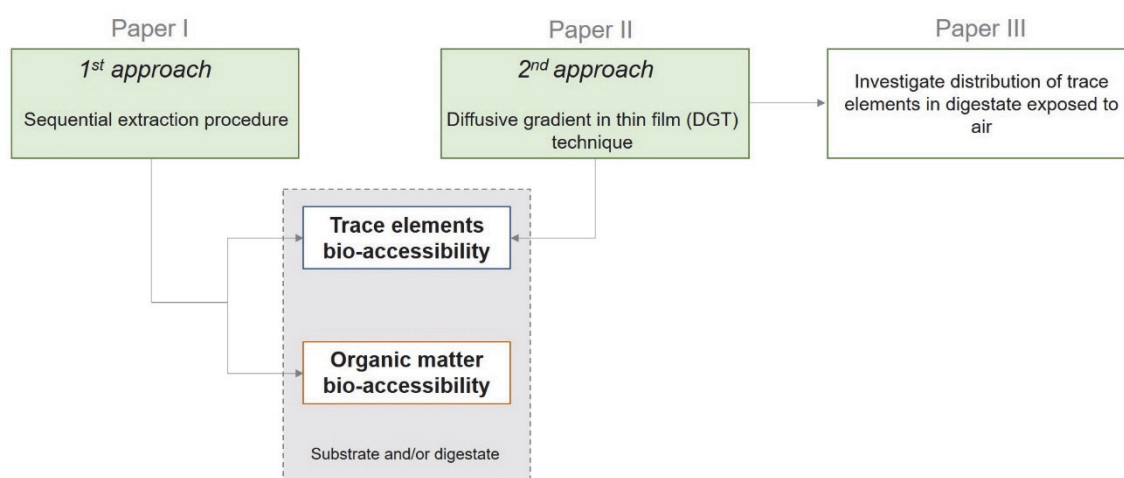 Paper I
Paper II
Paper III
1st approach
Sequential extraction procedure
2nd approach
Diffusive gradient in thin film (DGT)
technique
Investigate distribution of trace
elements in digestate exposed to
air
Trace elements
bio-accessibility
Organic matter
bio-accessibility
Substrate and/or digestate